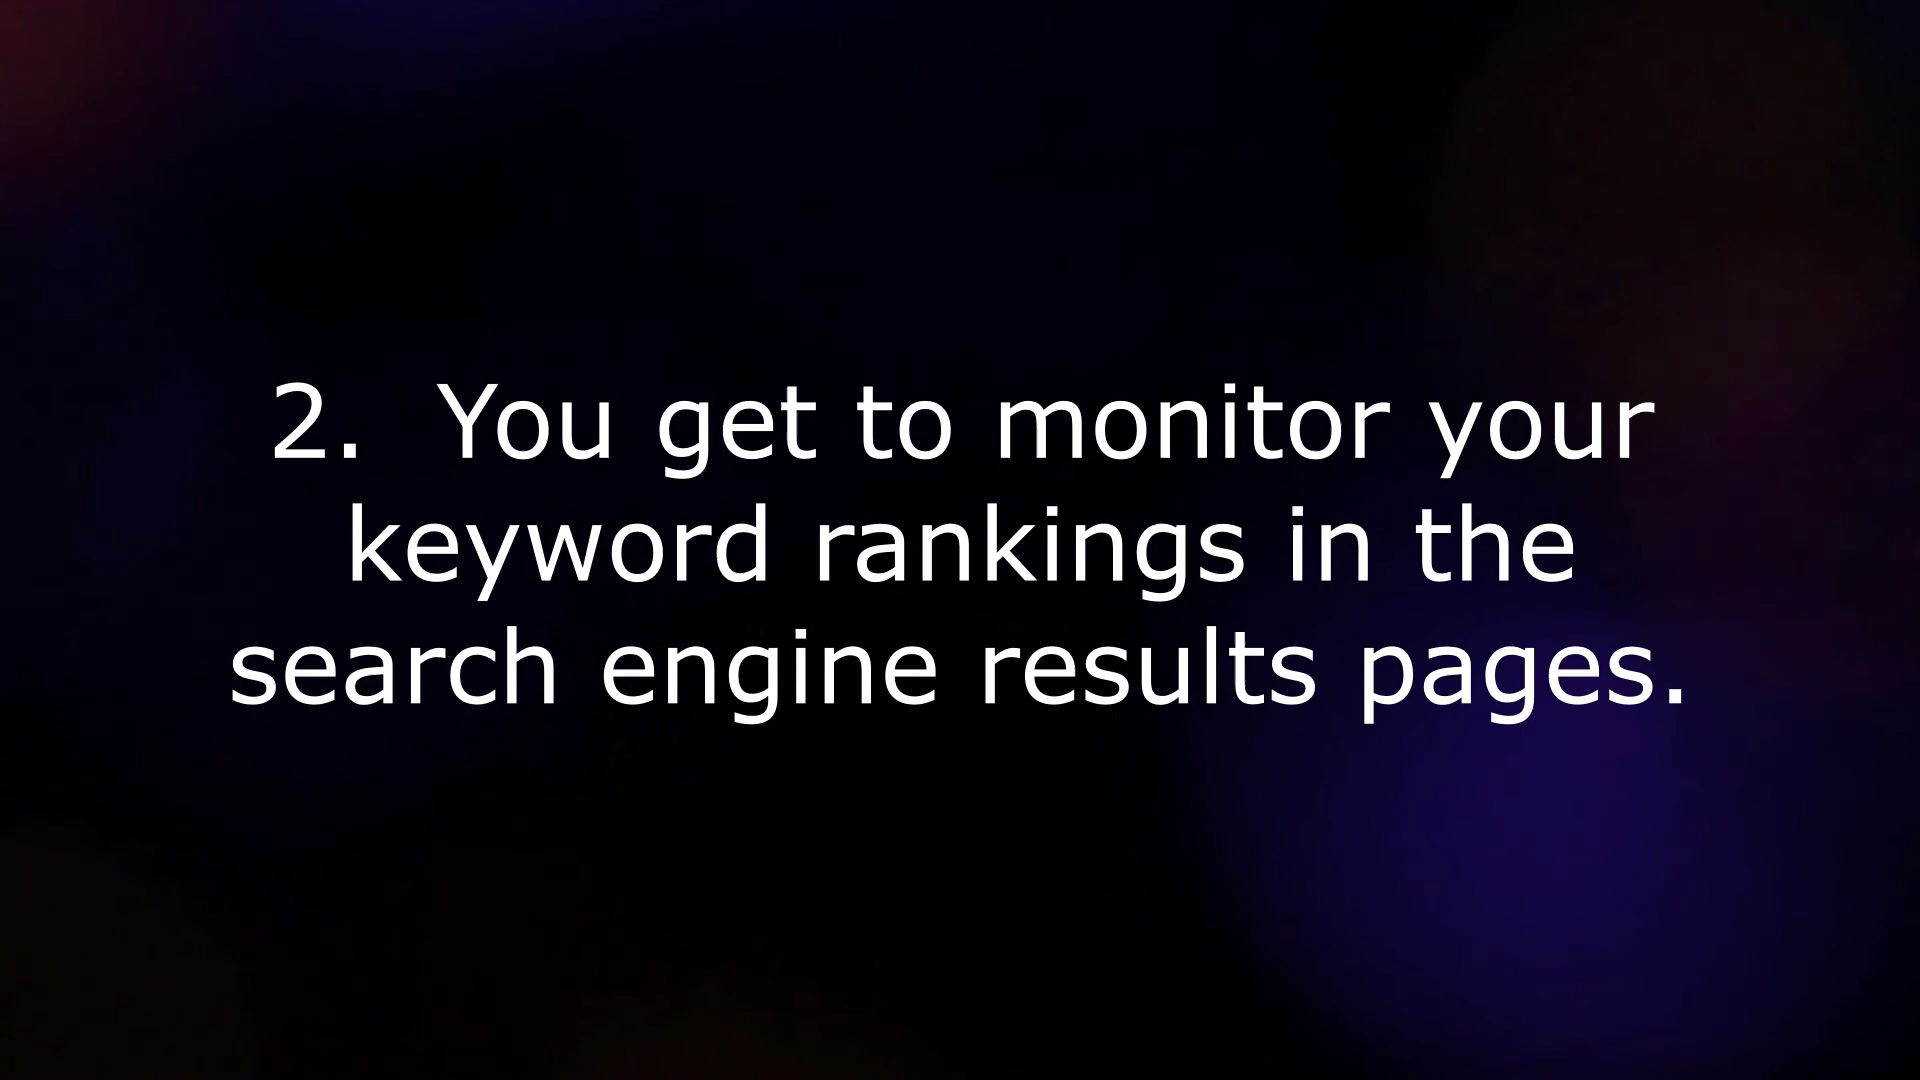 2.  You get to monitor your
keyword rankings in the
search engine results pages.